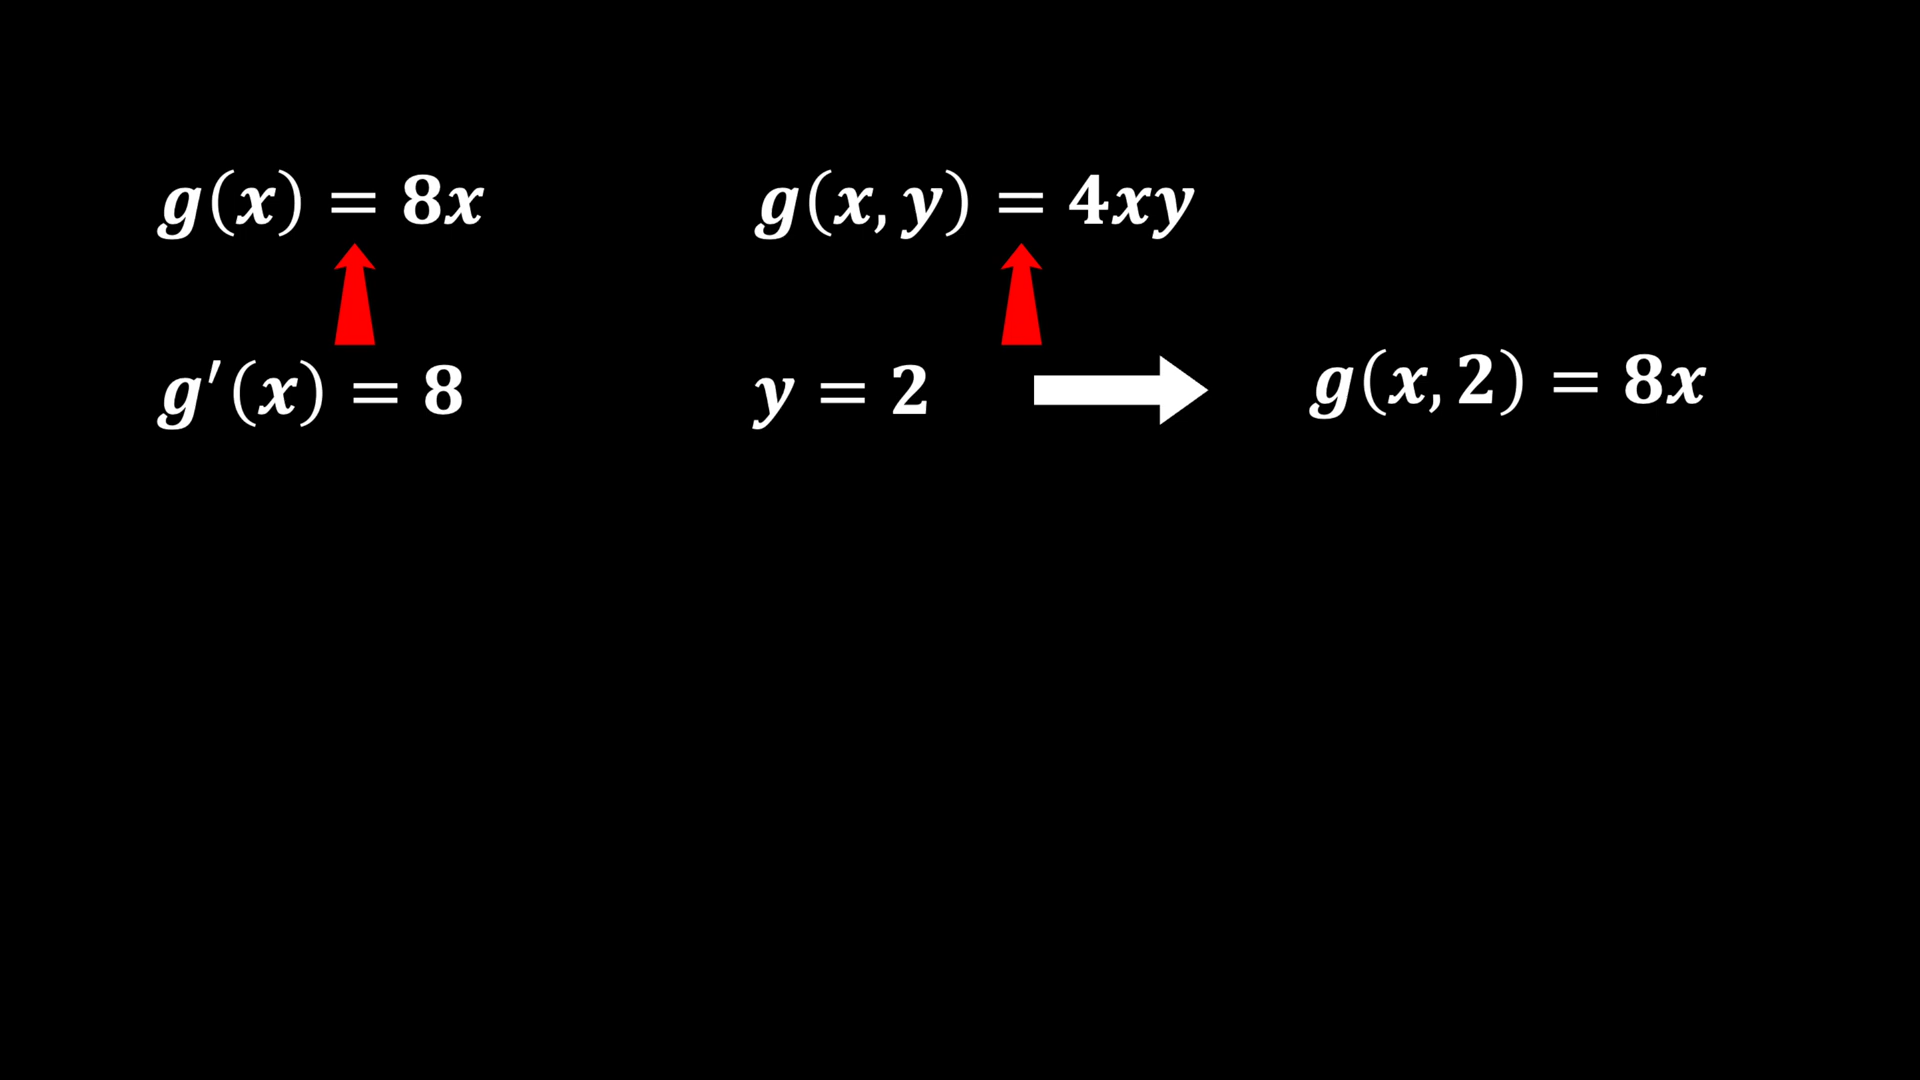 g(x) = 8x
g(x, y) = 4xy
g′(x) = 8
y = 2
g(x, 2) = 8x